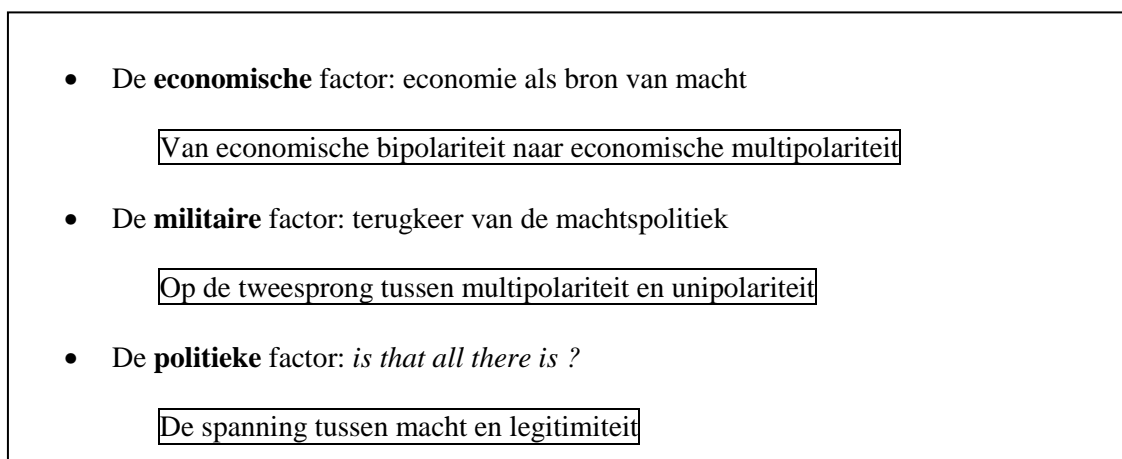 • De economische factor: economie als bron van macht
Van economische bipolariteit naar economische multipolariteit
• De militaire factor: terugkeer van de machtspolitiek
Op de tweesprong tussen multipolariteit en unipolariteit
• De politieke factor: is that all there is ?
De spanning tussen macht en legitimiteit